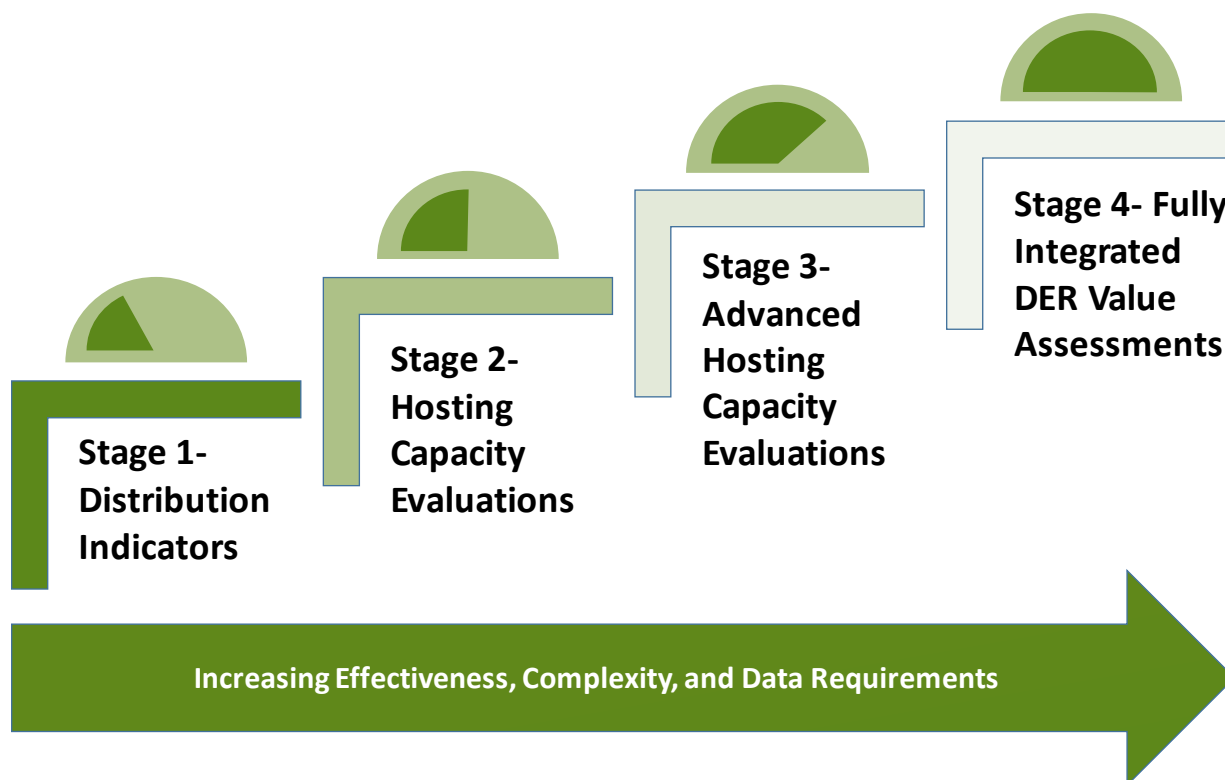 Stage 1-
Distribution
Indicators
Stage 2-
Hosting
Capacity
Evaluations
Stage 3-
Advanced
Hosting
Capacity
Evaluations
Stage 4- Fully
Integrated
DER Value
Assessments
Increasing Effectiveness, Complexity, and Data Requirements